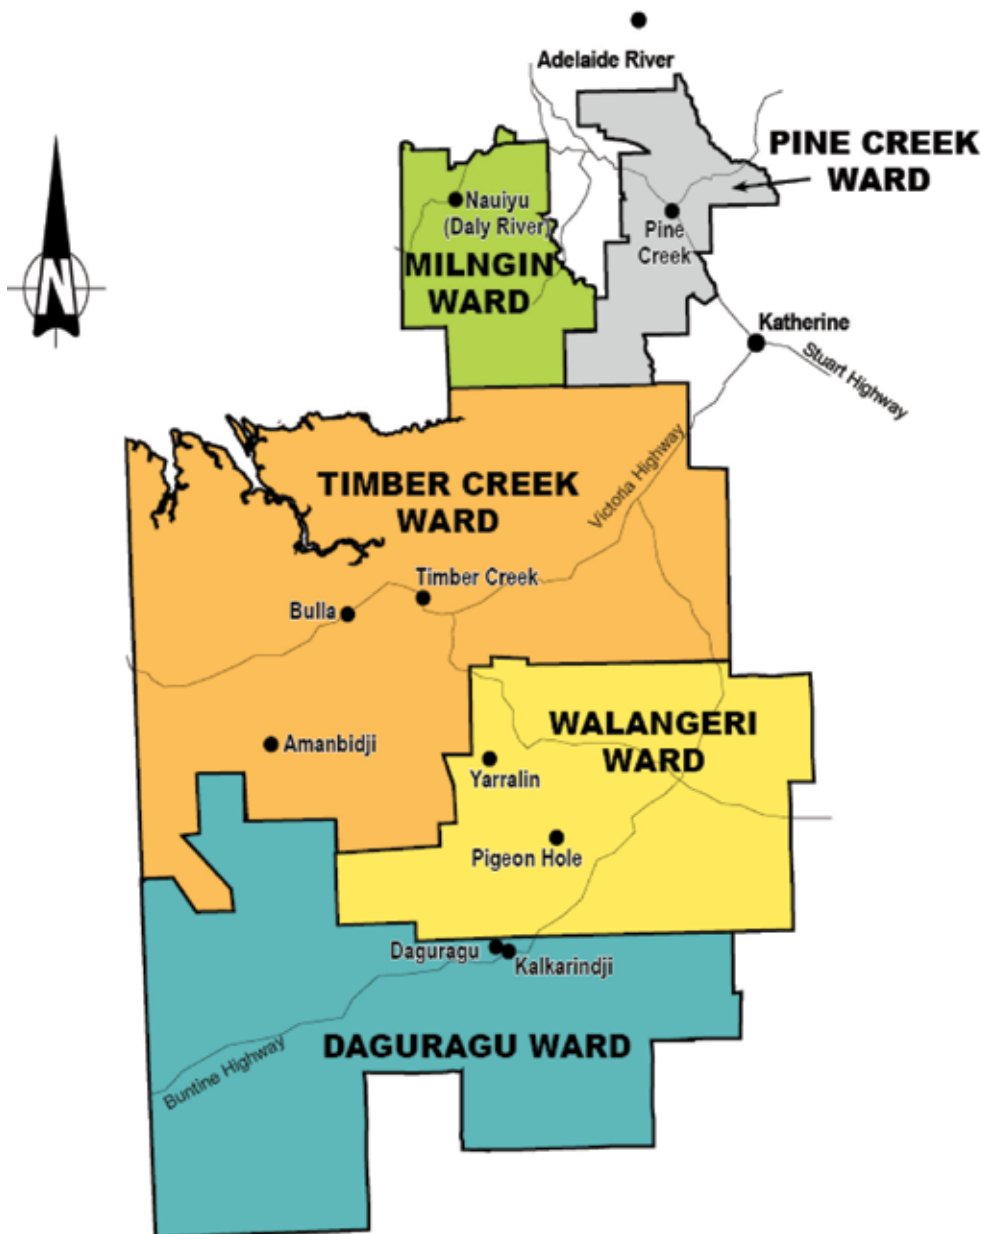 Adelaide River
PINE CREEK
WARD
Nauiyu
(Daly River)
Pine
Creek
MILNGIN
WARD
N
Katherine
Stuart Highway
TIMBER CREEK
WARD
Victoria Highway
Timber Creek
Bulla
WALANGERI
WARD
Amanbidji
Yarralin
Pigeon Hole
Daguragu
Kalkarindji
DAGURAGU WARD
Buntine Highway